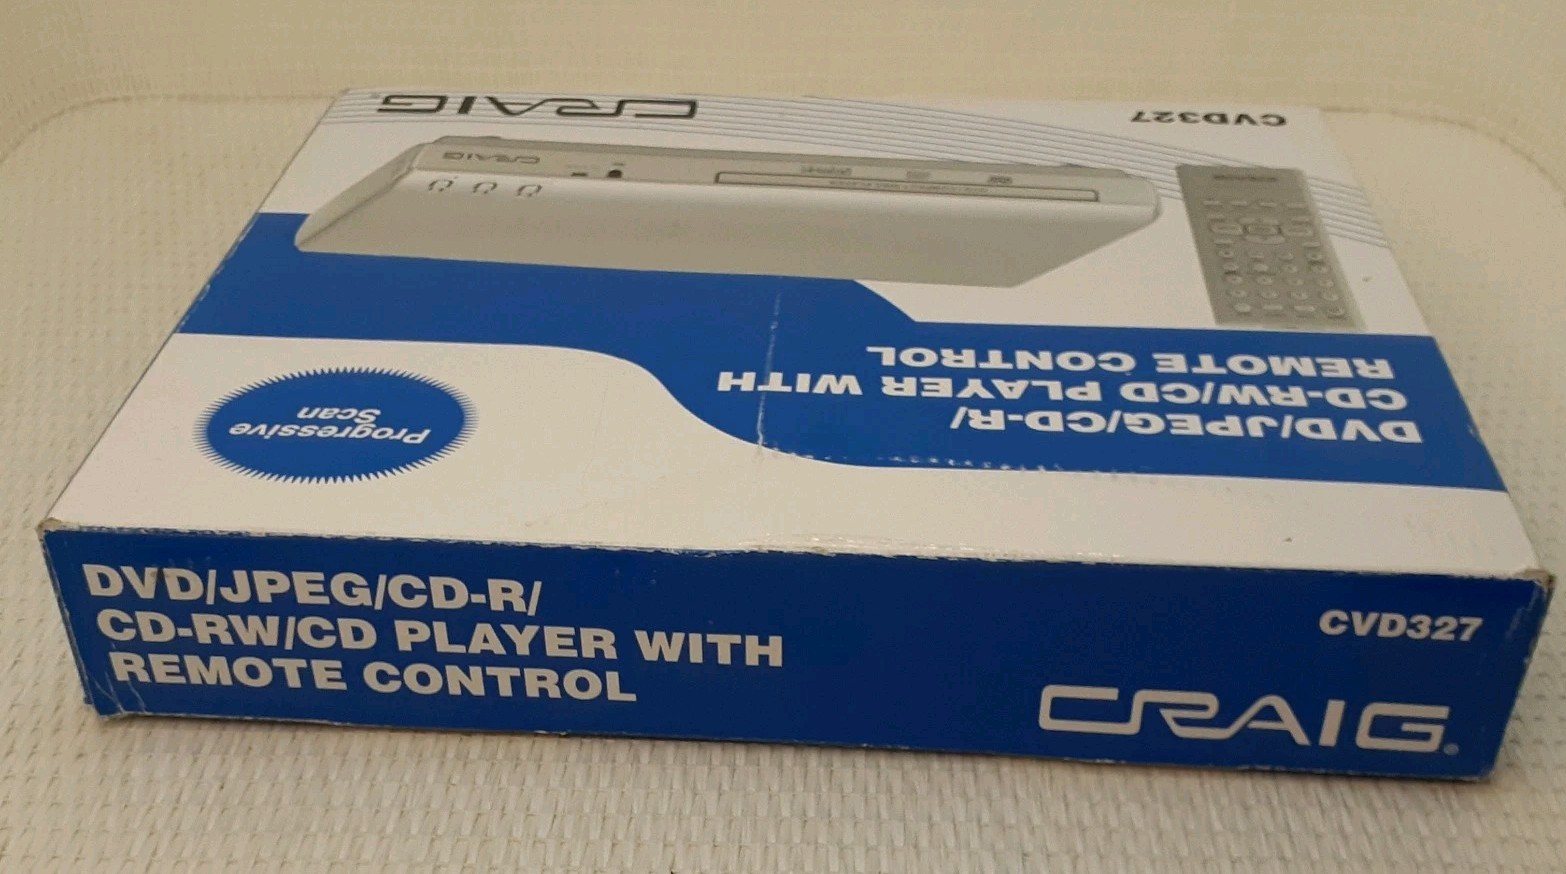 CRAIG
CVD327
CRAIG
DVD/JPEG/CD-R/
CD-RW/CD PLAYER WITH
REMOTE CONTROL
Progressive
Scan
DVD/JPEG/CD-R/
CD-RW/CD PLAYER WITH
REMOTE CONTROL
CVD327
CRAIG®